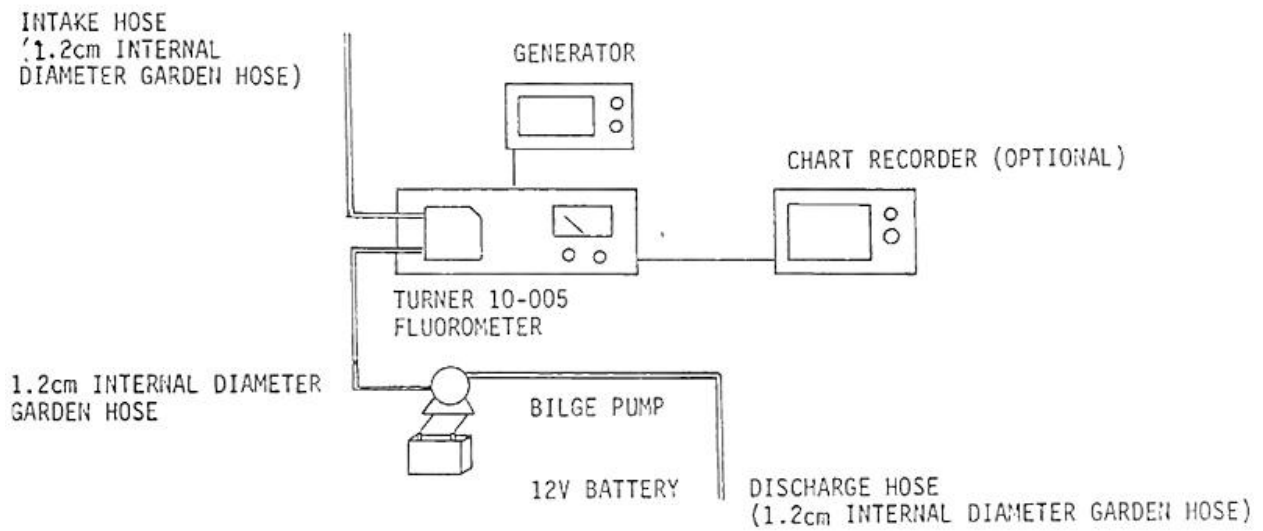 INTAKE HOSE
(1.2cm INTERNAL
DIAMETER GARDEN HOSE)
GENERATOR
CHART RECORDER (OPTIONAL)
TURNER 10-005
FLUOROMETER
1.2cm INTERNAL DIAMETER
GARDEN HOSE
BILGE PUMP
12V BATTERY
DISCHARGE HOSE
(1.2cm INTERNAL DIAMETER GARDEN HOSE)